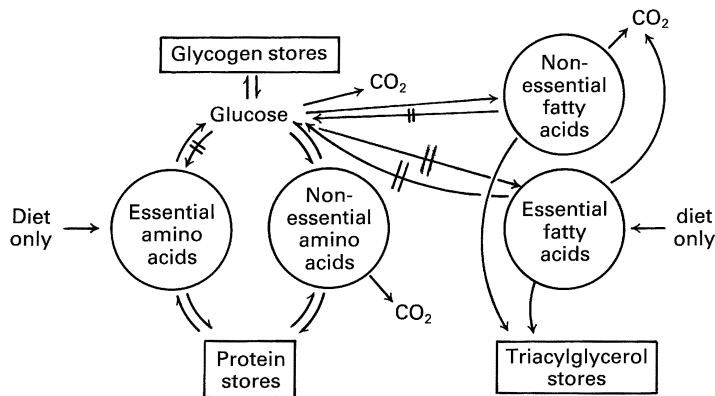 Glycogen stores
CO2
Glucose
CO2
Non-
essential
fatty
acids
Diet
only
Essential
amino
acids
Non-
essential
amino
acids
Essential
fatty
acids
diet
only
CO2
Protein
stores
Triacylglycerol
stores